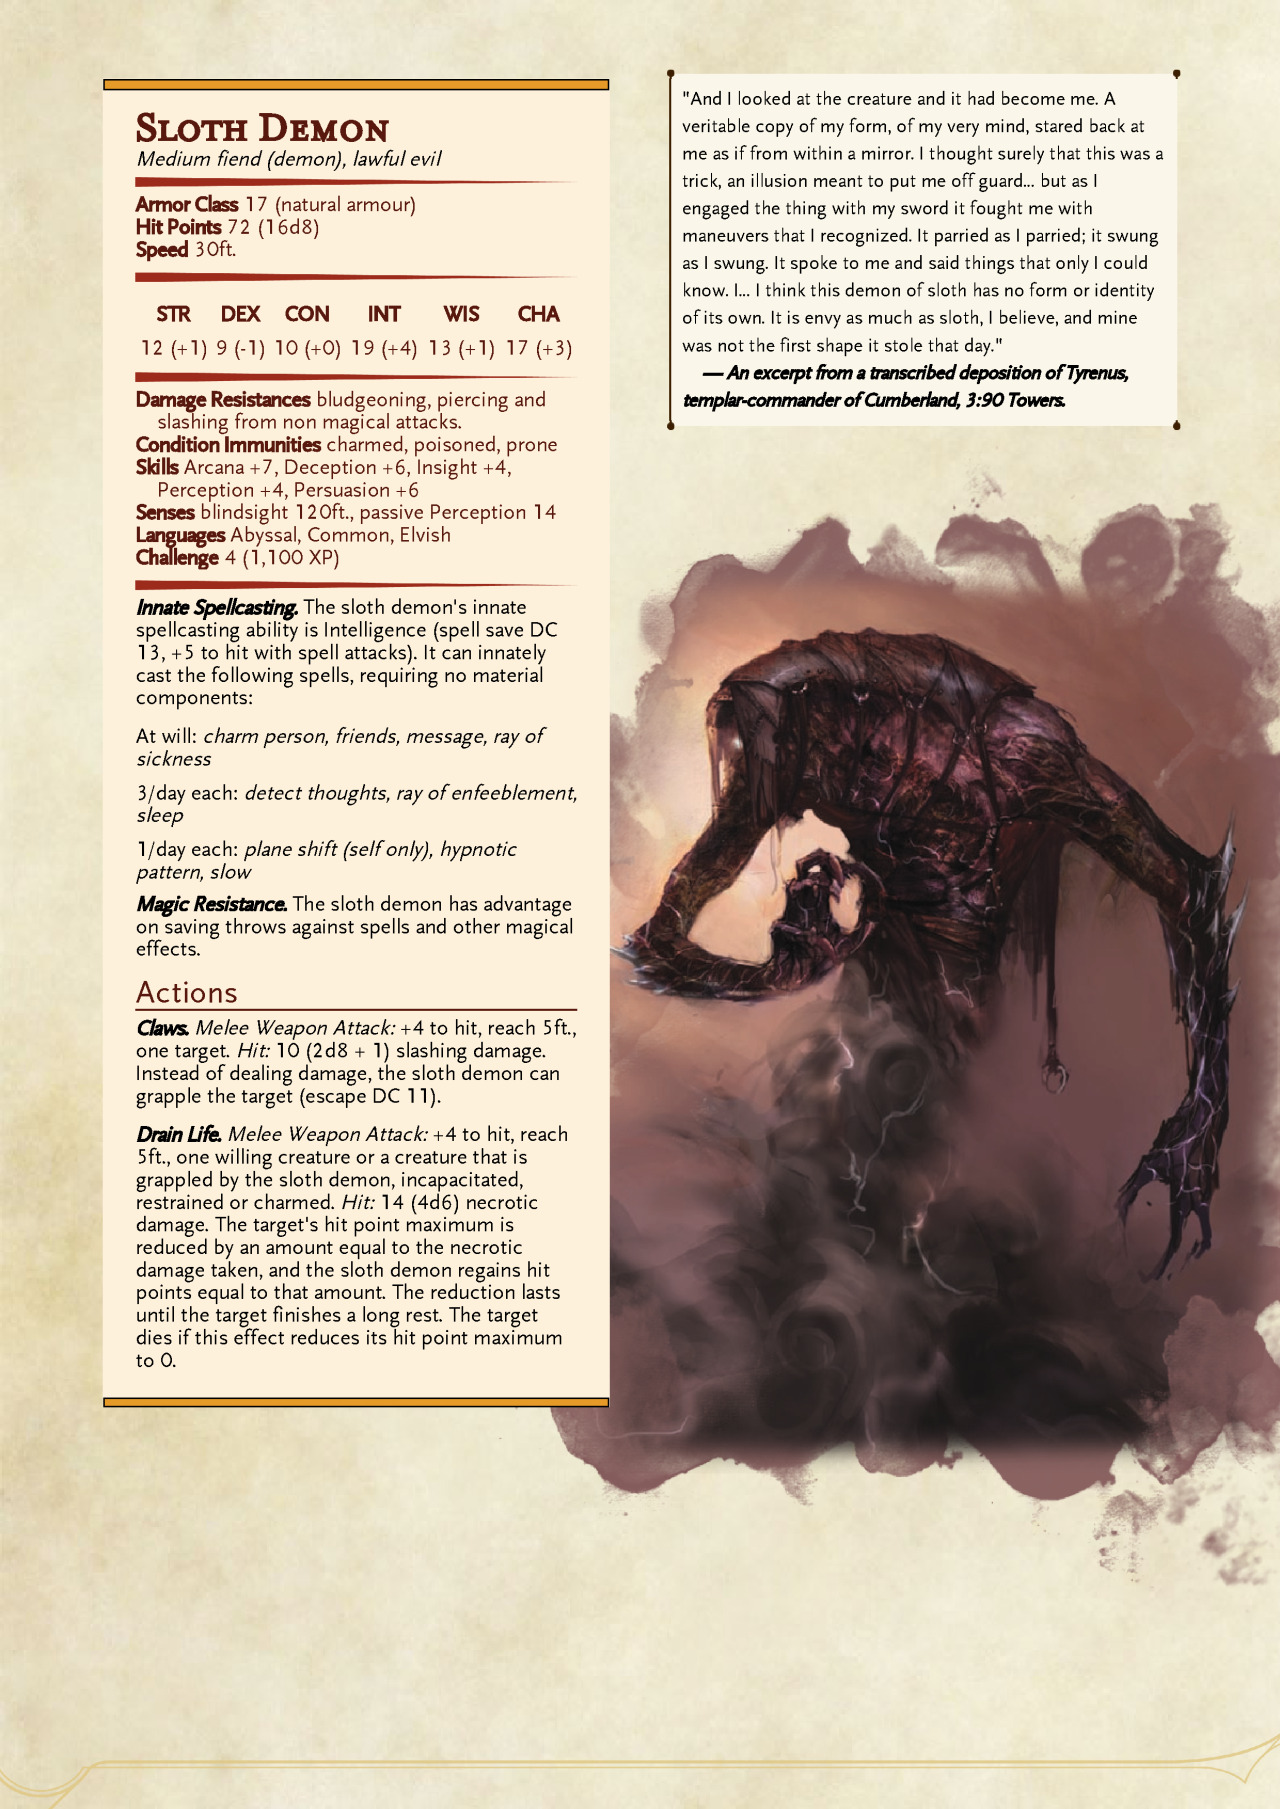 Sloth Demon
Medium fiend (demon), lawful evil
Armor Class 17 (natural armour)
Hit Points 72 (16d8)
Speed 30ft.
STR DEX CON INT WIS CHA
12 (+1) 9 (-1) 10 (+0) 19 (+4) 13 (+1) 17 (+3)
Damage Resistances bludgeoning, piercing and
slashing from non magical attacks.
Condition Immunities charmed, poisoned, prone
Skills Arcana +7, Deception +6, Insight +4,
Perception +4, Persuasion +6
Senses blindsight 120ft., passive Perception 14
Languages Abyssal, Common, Elvish
Challenge 4 (1,100 XP)
Innate Spellcasting. The sloth demon's innate
spellcasting ability is Intelligence (spell save DC
13, +5 to hit with spell attacks). It can innately
cast the following spells, requiring no material
components:
At will: charm person, friends, message, ray of
sickness
3/day each: detect thoughts, ray of enfeeblement,
sleep
1/day each: plane shift (self only), hypnotic
pattern, slow
Magic Resistance. The sloth demon has advantage
on saving throws against spells and other magical
effects.
Actions
Claws. Melee Weapon Attack: +4 to hit, reach 5ft.,
one target. Hit: 10 (2d8 + 1) slashing damage.
Instead of dealing damage, the sloth demon can
grapple the target (escape DC 11).
Drain Life. Melee Weapon Attack: +4 to hit, reach
5ft., one willing creature or a creature that is
grappled by the sloth demon, incapacitated,
restrained or charmed. Hit: 14 (4d6) necrotic
damage. The target's hit point maximum is
reduced by an amount equal to the necrotic
damage taken, and the sloth demon regains hit
points equal to that amount. The reduction lasts
until the target finishes a long rest. The target
dies if this effect reduces its hit point maximum
to 0.
"And I looked at the creature and it had become me. A
veritable copy of my form, of my very mind, stared back at
me as if from within a mirror. I thought surely that this was a
trick, an illusion meant to put me off guard... but as I
engaged the thing with my sword it fought me with
maneuvers that I recognized. It parried as I parried; it swung
as I swung. It spoke to me and said things that only I could
know. I... I think this demon of sloth has no form or identity
of its own. It is envy as much as sloth, I believe, and mine
was not the first shape it stole that day."
— An excerpt from a transcribed deposition of Tyrenus,
templar-commander of Cumberland, 3:90 Towers.